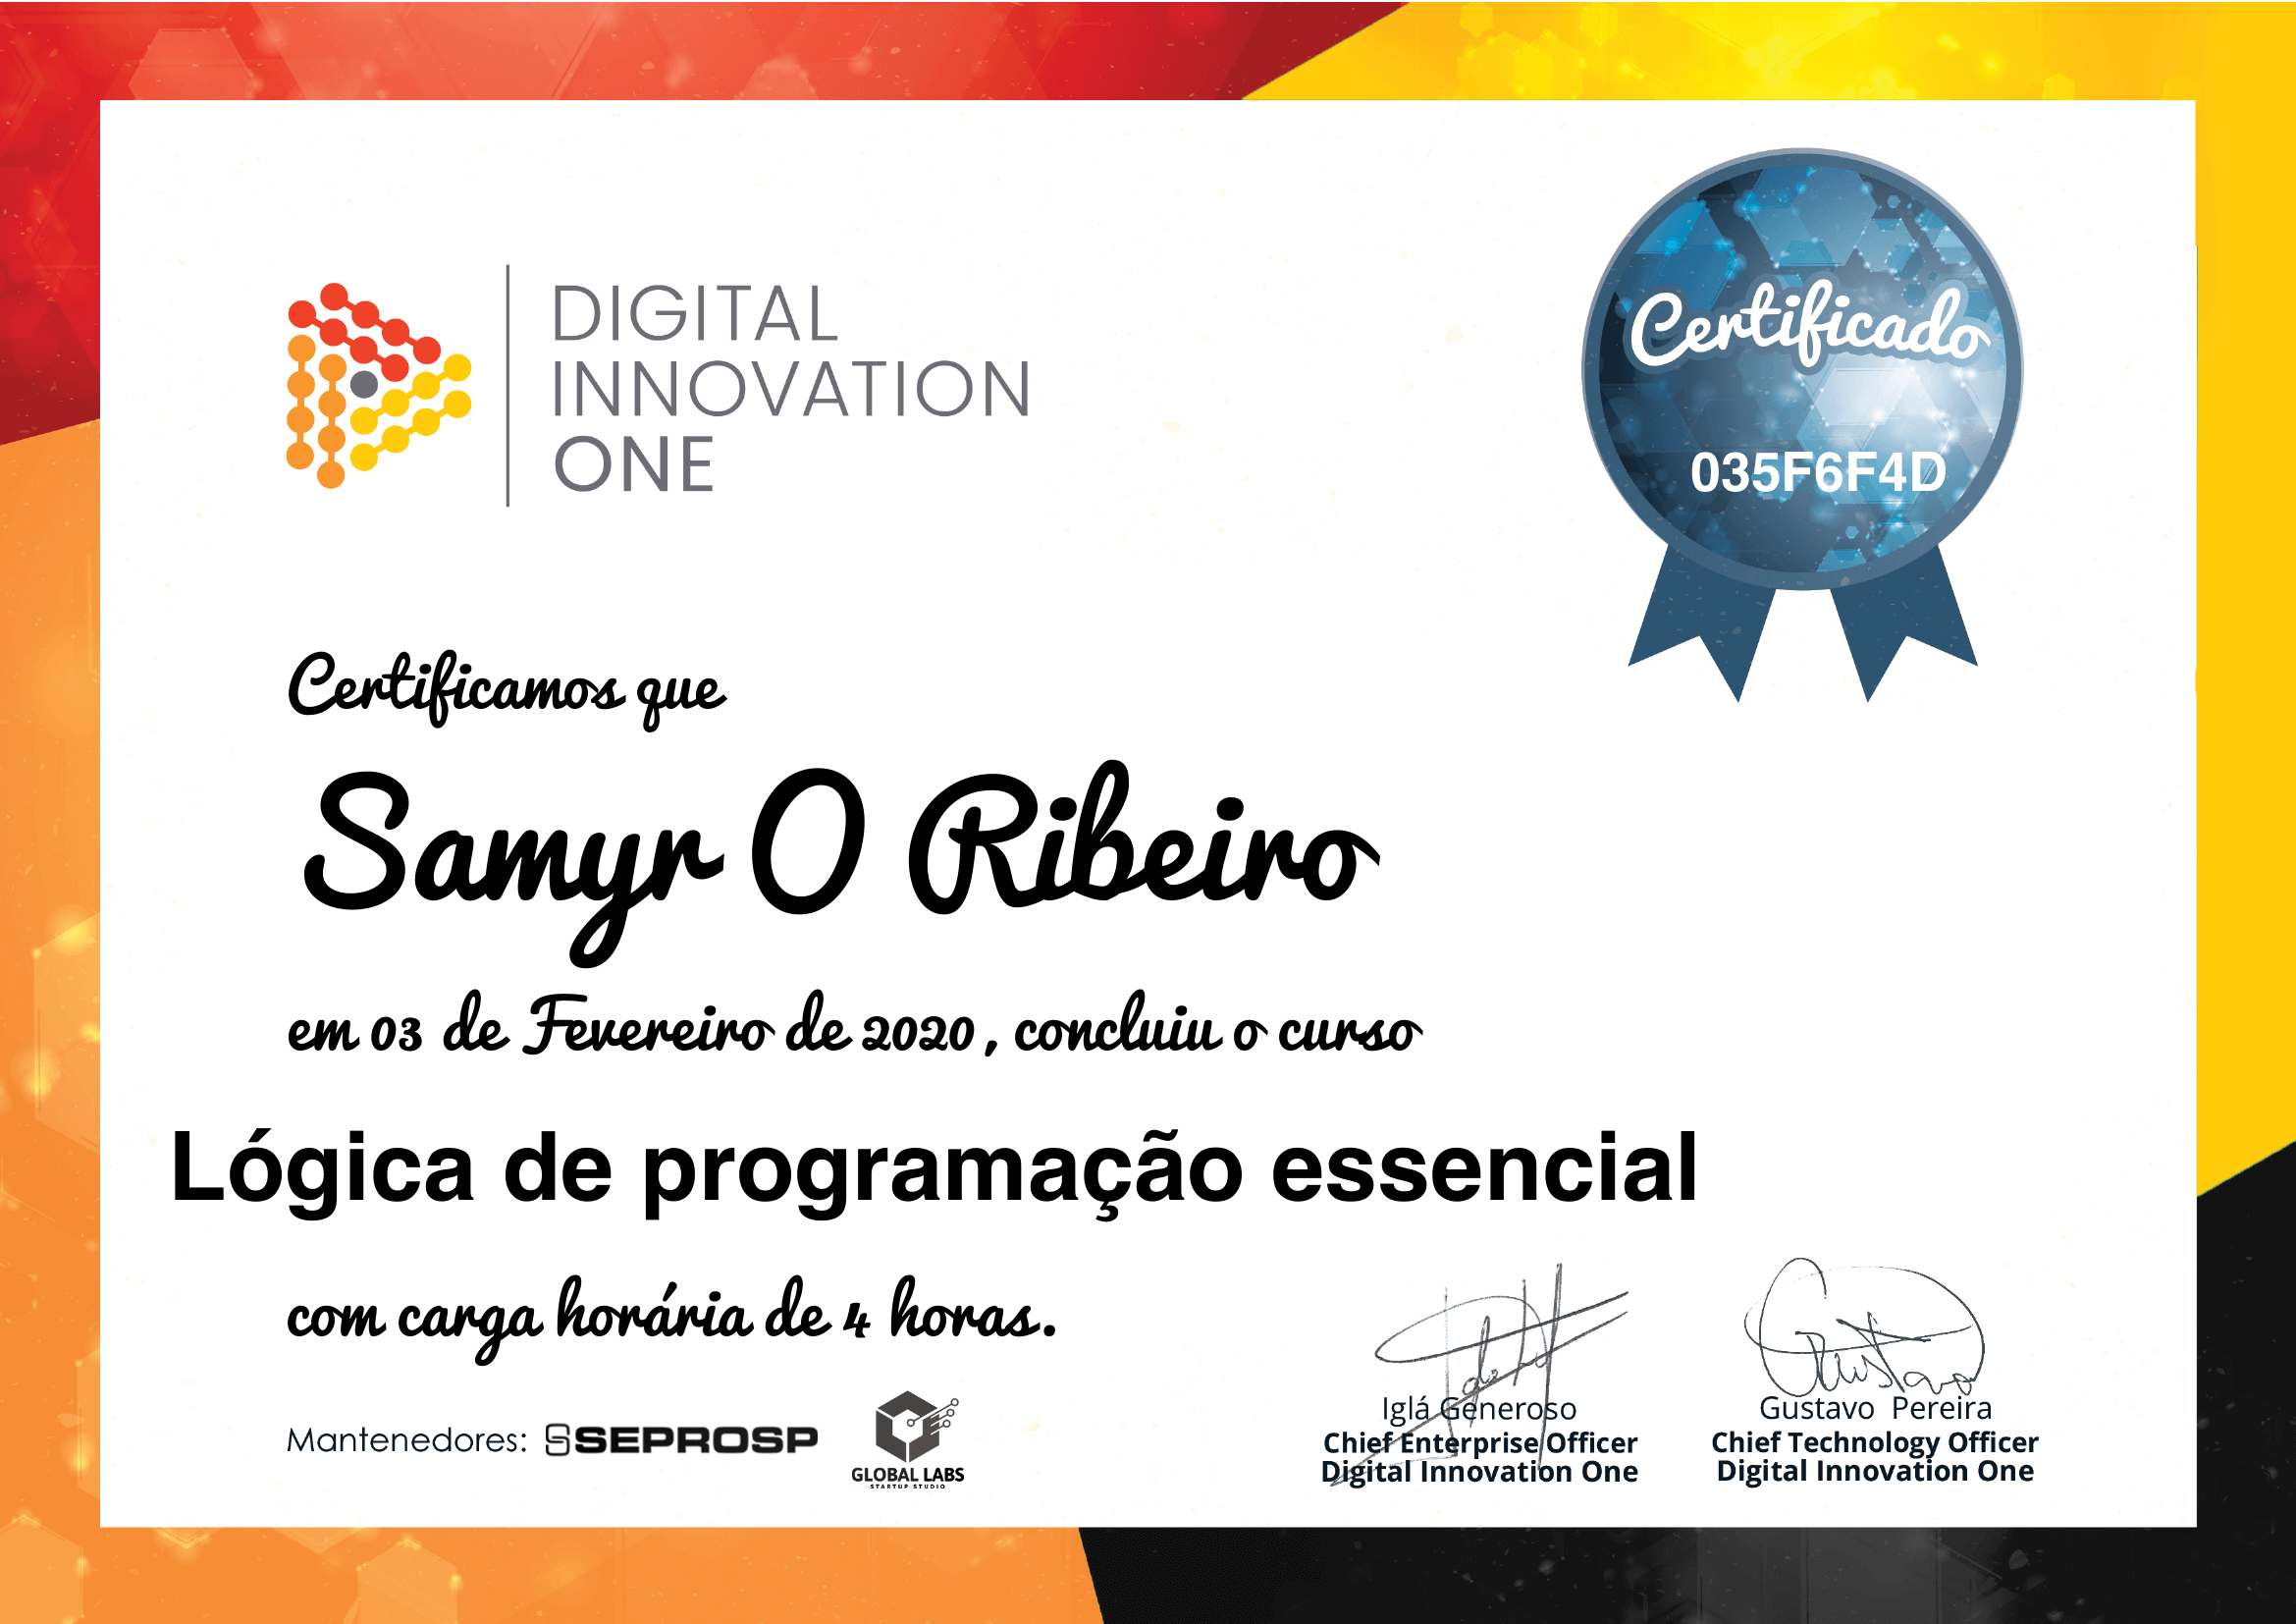 DIGITAL
INNOVATION
ONE
Certificado
035F6F4D
Certificamos que
Samyr O Ribeiro
em 03 de Fevereiro de 2020, concluiu o curso
Lógica de programação essencial
com carga horária de 4 horas.
Mantenedores: SEPROSP
GLOBAL LABS
STARTUP STUDIO
Iglá Generoso
Chief Enterprise Officer
Digital Innovation One
Gustavo Pereira
Chief Technology Officer
Digital Innovation One